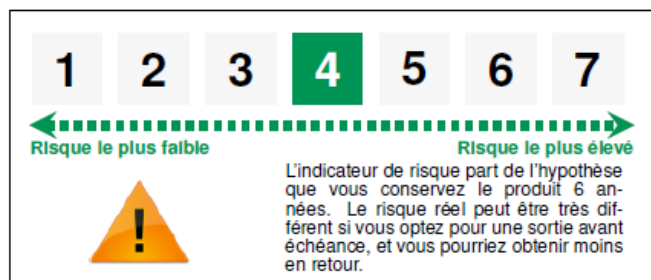 1 2 3 4 5 6 7
Risque le plus faible Risque le plus élevé
L'indicateur de risque part de l'hypothèse
que vous conservez le produit 6 an-
nées. Le risque réel peut être très dif-
férent si vous optez pour une sortie avant
échéance, et vous pourriez obtenir moins
en retour.
!